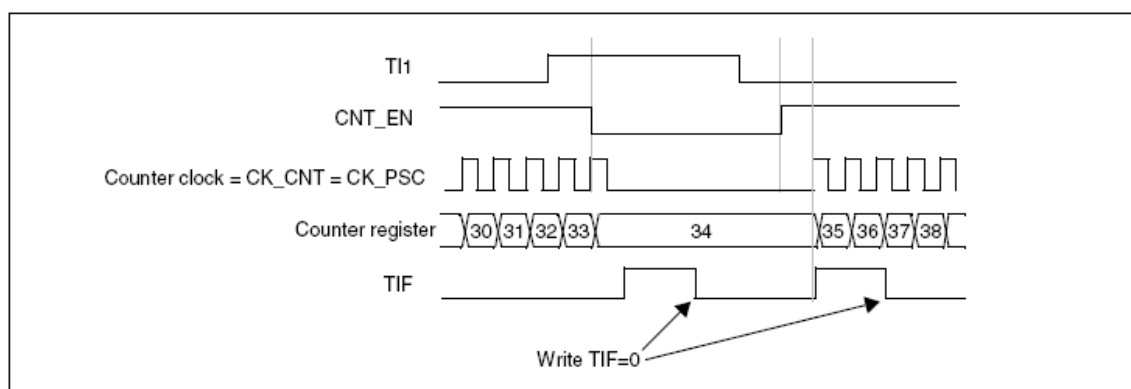 TI1
CNT_EN
Counter clock = CK_CNT = CK_PSC
Counter register 30 31 32 33 34 35 36 37 38
TIF
Write TIF=0